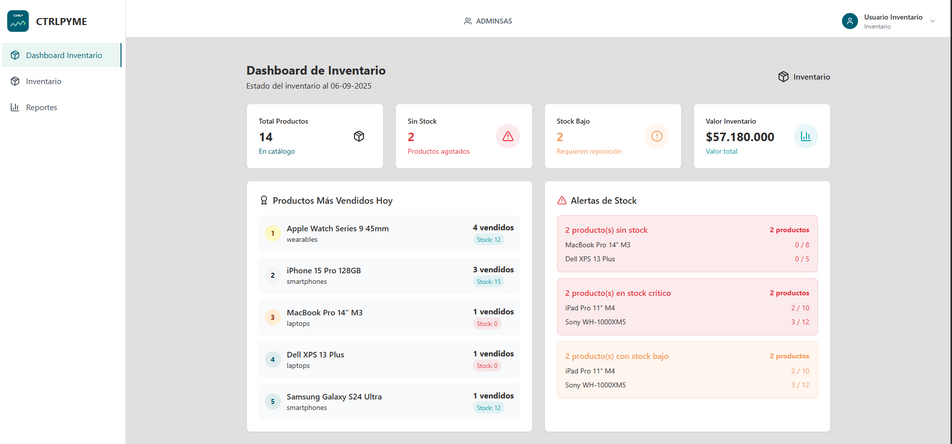 CTRLPYME
ADMINSAS
Usuario Inventario
Inventario
Dashboard Inventario
Inventario
Reportes
Dashboard de Inventario
Estado del inventario al 06-09-2025
Inventario
Total Productos
14
En catálogo
Sin Stock
2
Productos agotados
Stock Bajo
2
Requieren reposición
Valor Inventario
$57.180.000
Valor total
Productos Más Vendidos Hoy
1
Apple Watch Series 9 45mm
wearables
4 vendidos
Stock: 12
2
iPhone 15 Pro 128GB
smartphones
3 vendidos
Stock: 15
3
MacBook Pro 14" M3
laptops
1 vendidos
Stock: 0
4
Dell XPS 13 Plus
laptops
1 vendidos
Stock: 0
5
Samsung Galaxy S24 Ultra
smartphones
1 vendidos
Stock: 12
Alertas de Stock
2 producto(s) sin stock 2 productos
MacBook Pro 14" M3 0 / 8
Dell XPS 13 Plus 0 / 5
2 producto(s) en stock crítico 2 productos
iPad Pro 11" M4 2 / 10
Sony WH-1000XM5 3 / 12
2 producto(s) con stock bajo 2 productos
iPad Pro 11" M4 2 / 10
Sony WH-1000XM5 3 / 12